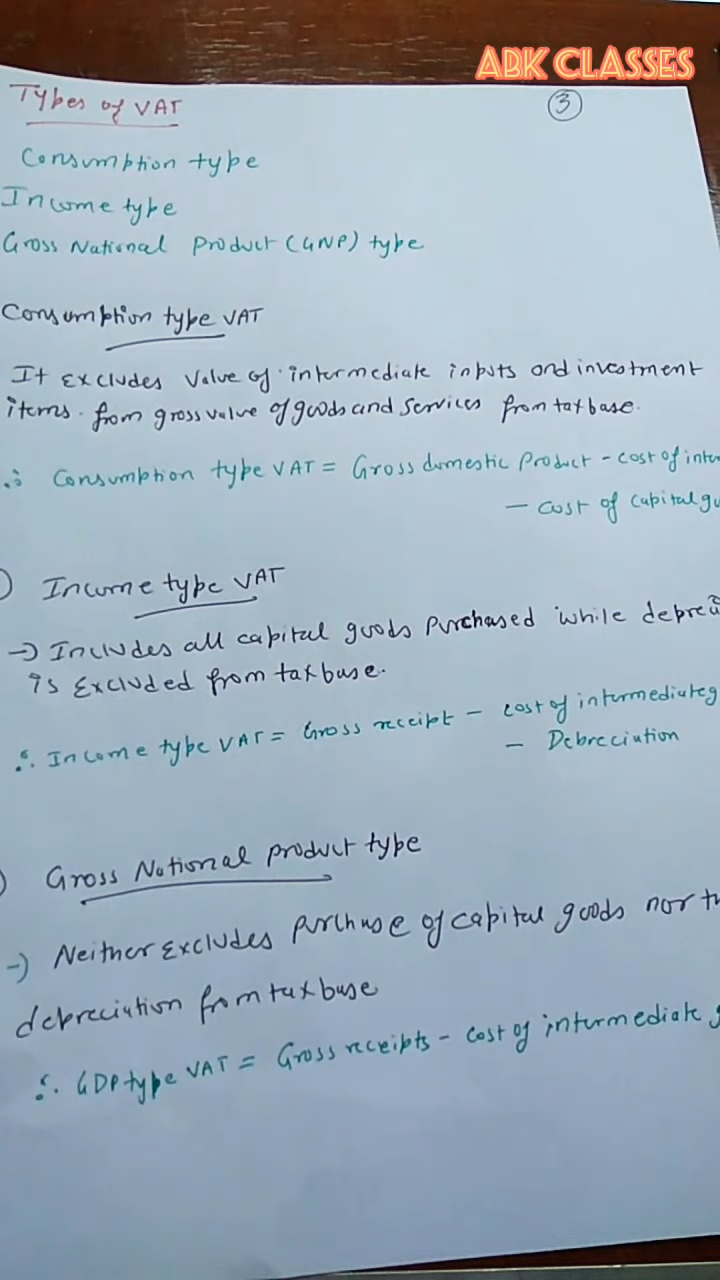 ABK CLASSES
Types of VAT
3
Consumption type
Income type
Gross National Product (GNP) type
Consumption type VAT
It excludes value of intermediate inputs and investment
items from gross value of goods and services from tax base.
∴ Consumption type VAT = Gross domestic Product - cost of inter
- cost of capital g
Income type VAT
→ Includes all capital goods purchased while depreci
is excluded from tax base.
∴ Income type VAT = Gross receipt - cost of intermediate g
- Depreciation
Gross National product type
→ Neither excludes purchase of capital goods nor th
depreciation from tax base
∴ GDP type VAT = Gross receipts - cost of intermediate g